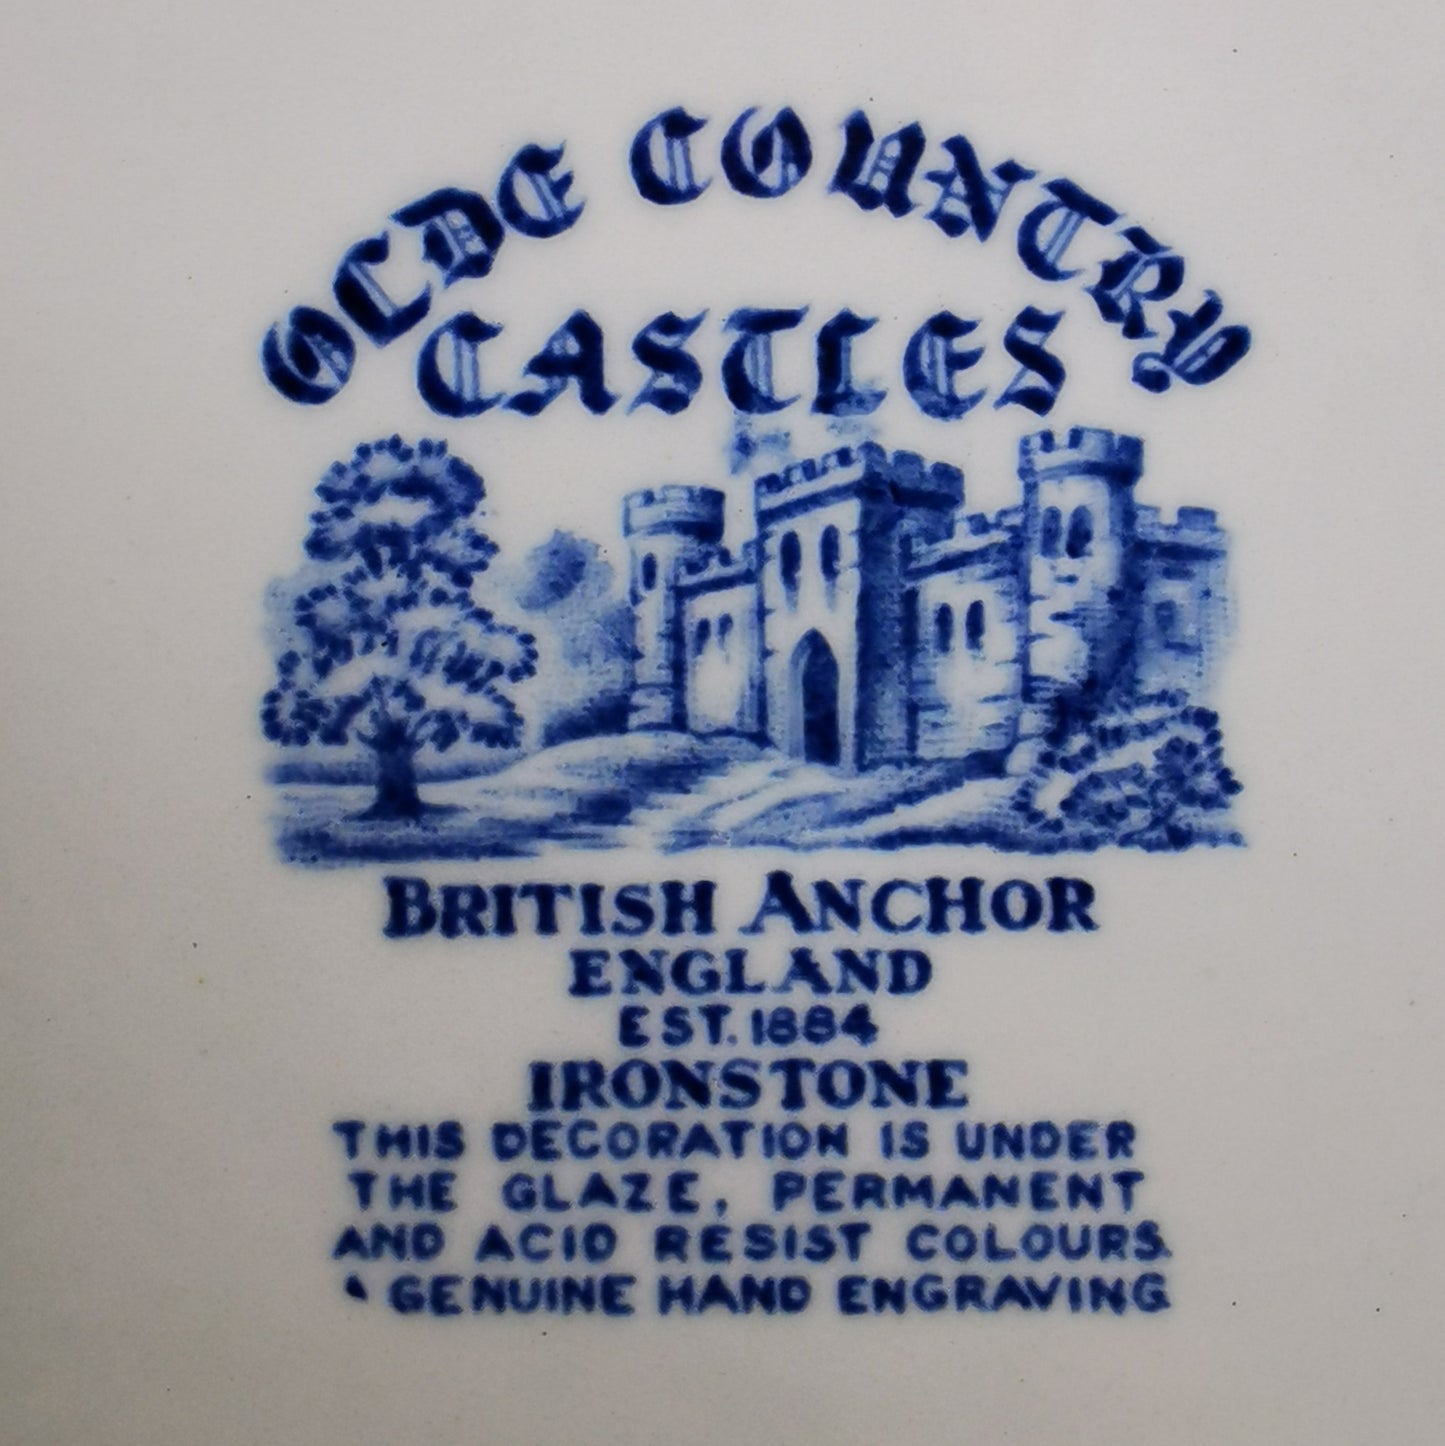 OLDE COUNTRY
CASTLES
BRITISH ANCHOR
ENGLAND
EST. 1884
IRONSTONE
THIS DECORATION IS UNDER
THE GLAZE, PERMANENT
AND ACID RESIST COLOURS.
A GENUINE HAND ENGRAVING